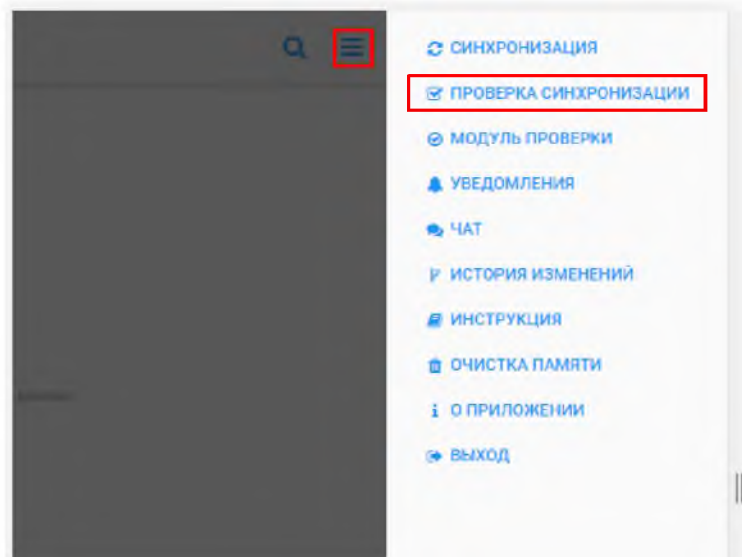 СИНХРОНИЗАЦИЯ
ПРОВЕРКА СИНХРОНИЗАЦИИ
МОДУЛЬ ПРОВЕРКИ
УВЕДОМЛЕНИЯ
ЧАТ
ИСТОРИЯ ИЗМЕНЕНИЙ
ИНСТРУКЦИЯ
ОЧИСТКА ПАМЯТИ
О ПРИЛОЖЕНИИ
ВЫХОД